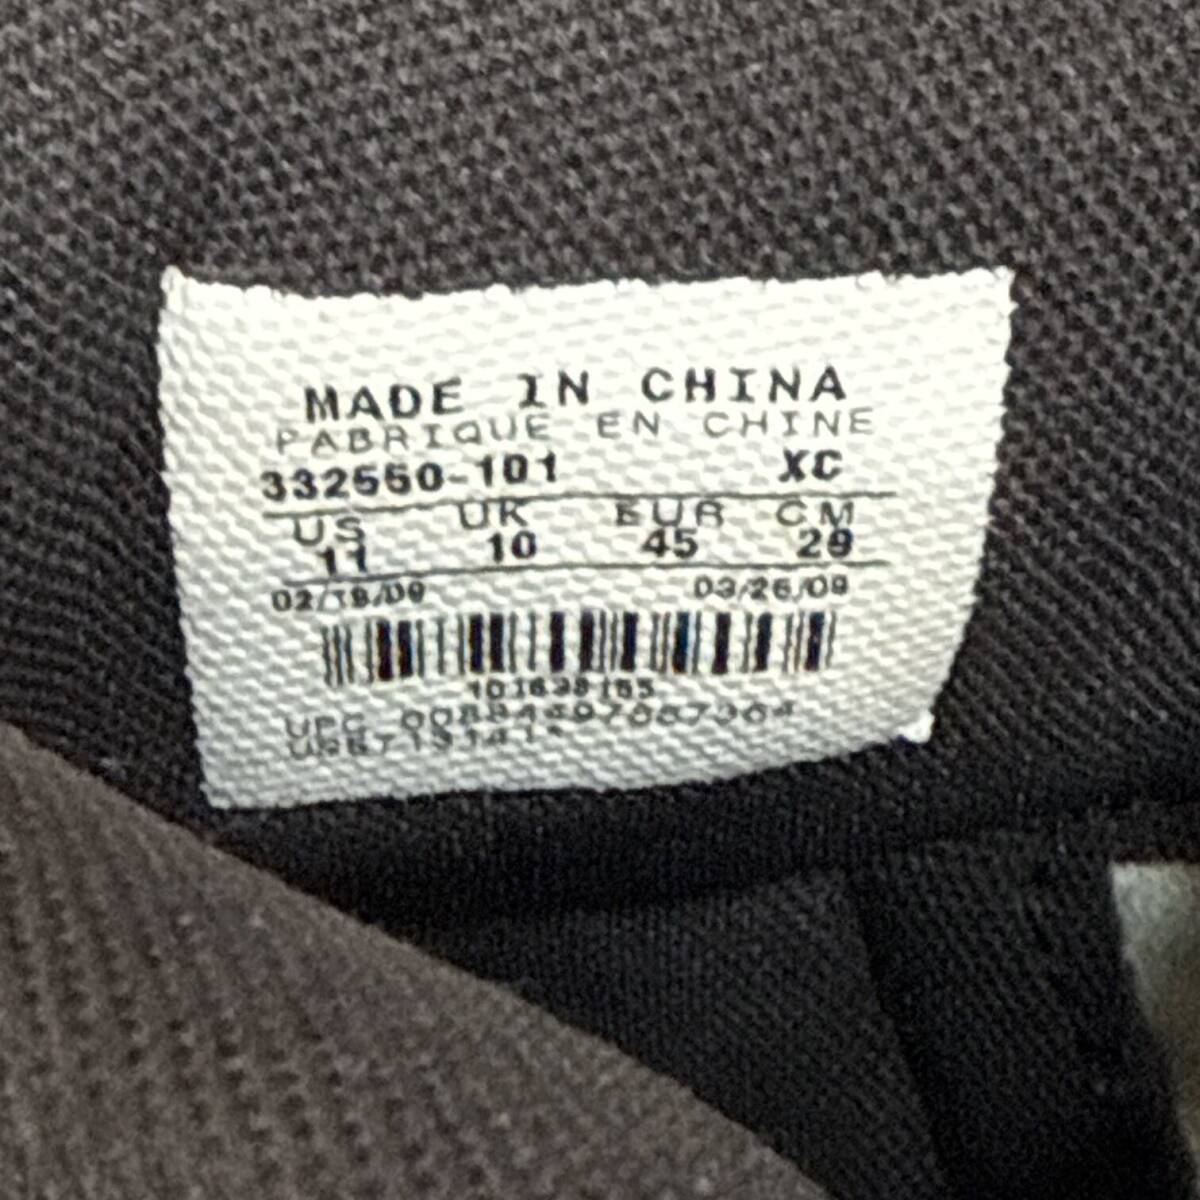 MADE IN CHINA
FABRIQUE EN CHINE
332550-101 XC
US UK EUR CM
11 10 45 29
02/19/09 03/26/09
UPC